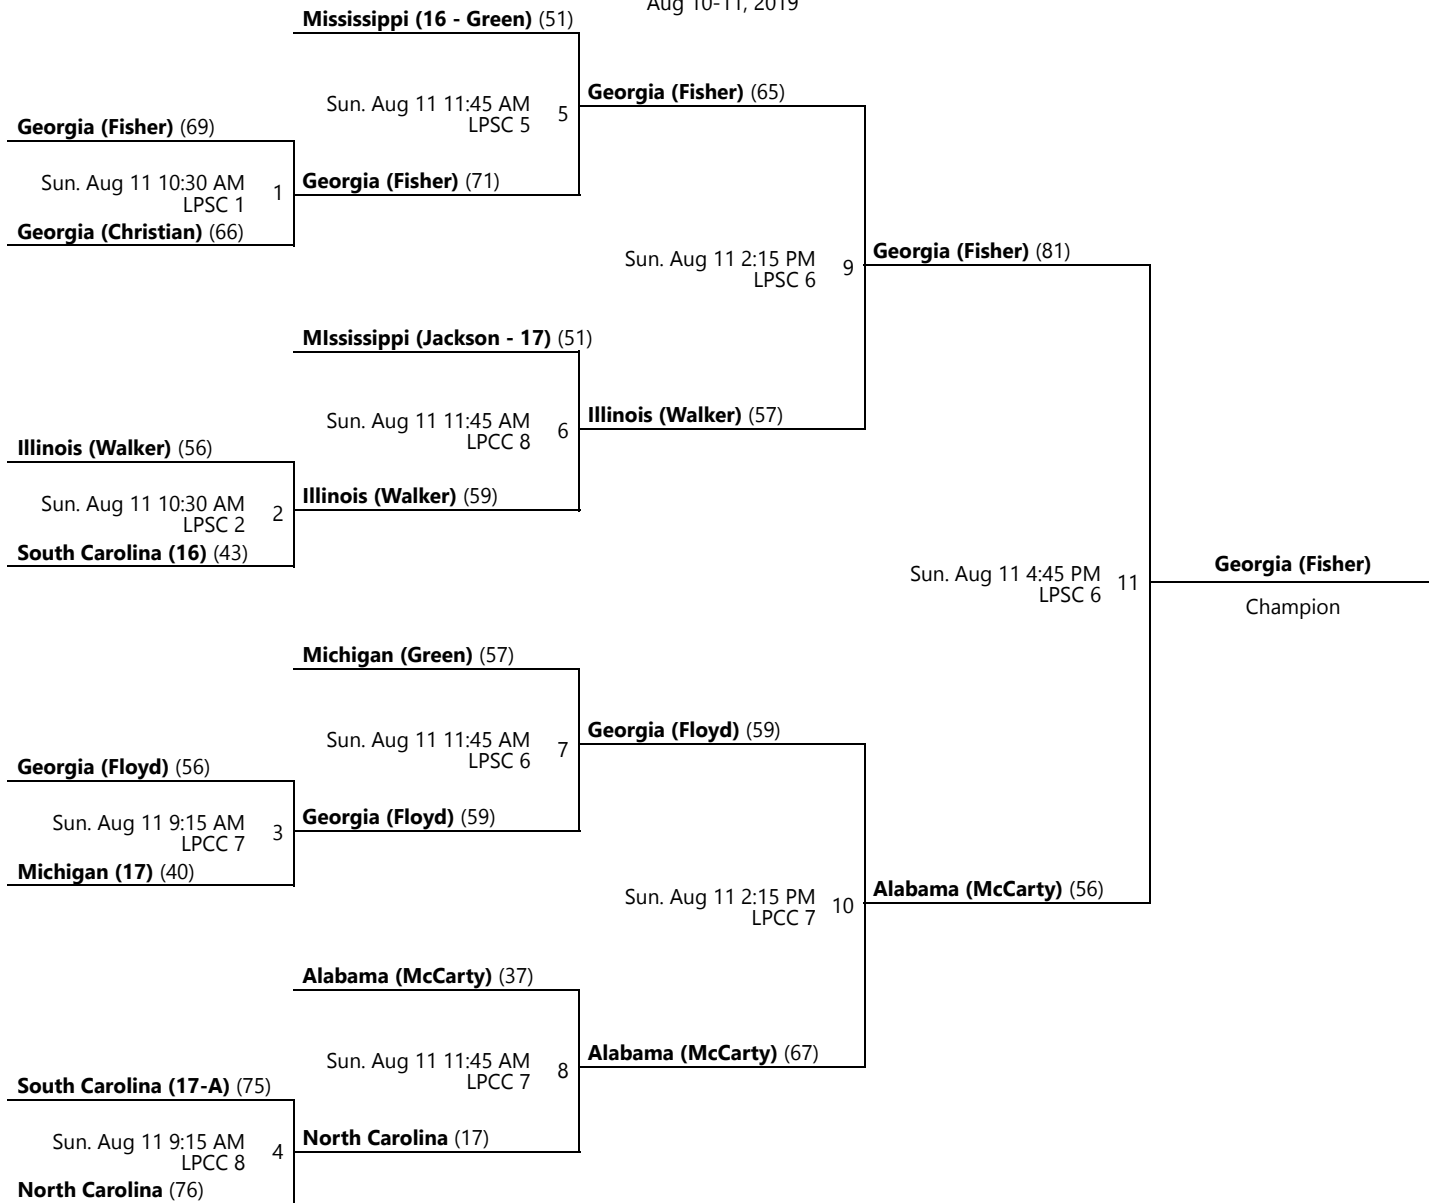 Aug 10-11, 2019
Mississippi (16 - Green) (51)
Sun. Aug 11 11:45 AM
LPSC 5
5
Georgia (Fisher) (65)
Georgia (Fisher) (69)
Sun. Aug 11 10:30 AM
LPSC 1
1
Georgia (Fisher) (71)
Georgia (Christian) (66)
Sun. Aug 11 2:15 PM
LPSC 6
9
Georgia (Fisher) (81)
MIssissippi (Jackson - 17) (51)
Sun. Aug 11 11:45 AM
LPCC 8
6
Illinois (Walker) (57)
Illinois (Walker) (56)
Sun. Aug 11 10:30 AM
LPSC 2
2
Illinois (Walker) (59)
South Carolina (16) (43)
Sun. Aug 11 4:45 PM
LPSC 6
11
Georgia (Fisher)
Champion
Michigan (Green) (57)
Sun. Aug 11 11:45 AM
LPSC 6
7
Georgia (Floyd) (59)
Georgia (Floyd) (56)
Sun. Aug 11 9:15 AM
LPCC 7
3
Georgia (Floyd) (59)
Michigan (17) (40)
Sun. Aug 11 2:15 PM
LPCC 7
10
Alabama (McCarty) (56)
Alabama (McCarty) (37)
Sun. Aug 11 11:45 AM
LPCC 7
8
Alabama (McCarty) (67)
South Carolina (17-A) (75)
Sun. Aug 11 9:15 AM
LPCC 8
4
North Carolina (17)
North Carolina (76)